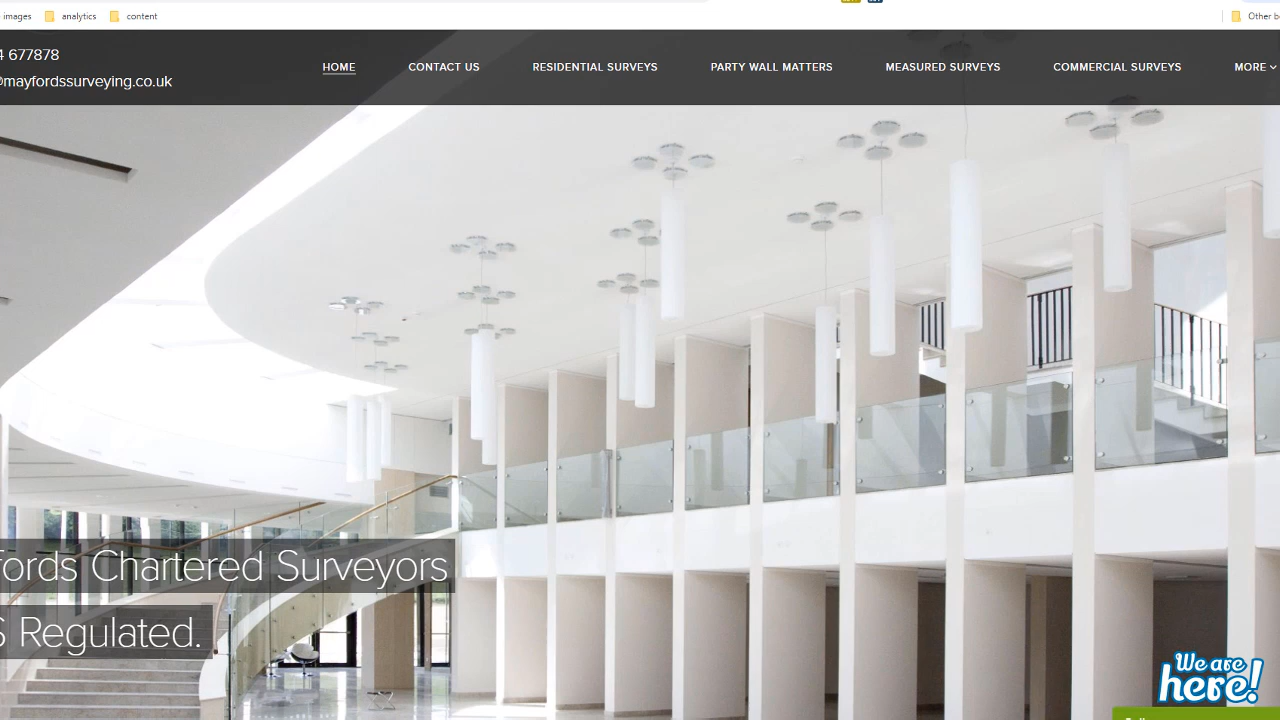 images analytics content Other b
4 677878
@mayfordssurveying.co.uk
HOME CONTACT US RESIDENTIAL SURVEYS PARTY WALL MATTERS MEASURED SURVEYS COMMERCIAL SURVEYS MORE
fords Chartered Surveyors
S Regulated.
We are
here!